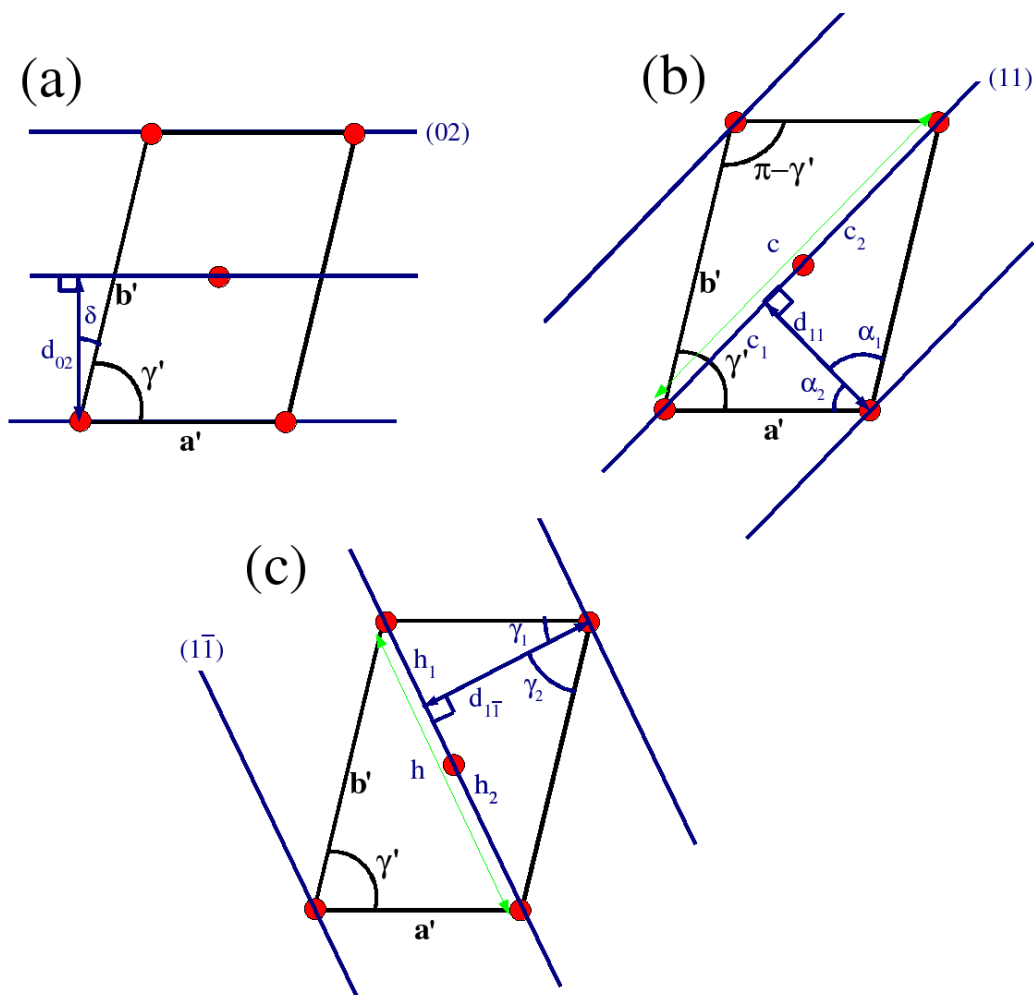 (a)
(02)
b'
δ
d₀₂
γ'
a'
(b)
(11)
π−γ'
c
c₂
b'
d₁₁
c₁
α₁
γ'
α₂
a'
(c)
(11̅)
γ₁
h₁
γ₂
d₁₁̅
h
h₂
b'
γ'
a'